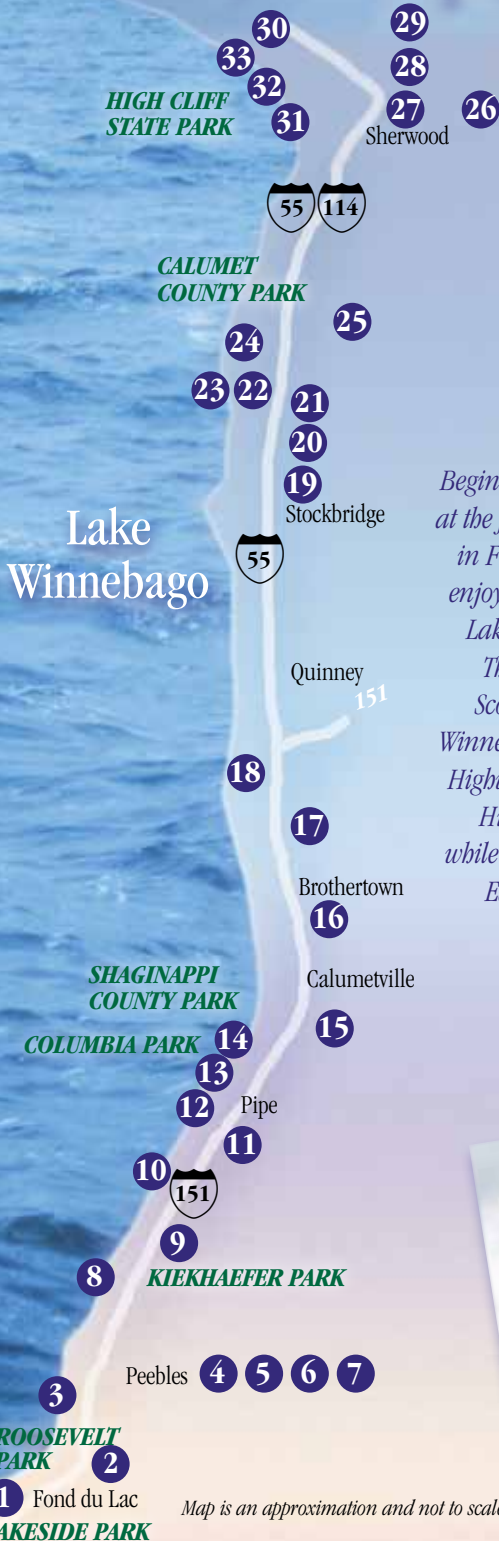 30
29
33
28
32
HIGH CLIFF
STATE PARK
31
27
26
Sherwood
55
114
CALUMET
COUNTY PARK
25
24
23
22
21
20
19
Stockbridge
Lake
Winnebago
55
Begin
at the
in F
enjoy
Lak
Th
Sc
Winne
High
Hi
while
E
Quinney
151
18
17
Brothertown
16
Calumetville
SHAGINAPPI
COUNTY PARK
COLUMBIA PARK
14
15
13
12
Pipe
11
10
151
9
8
KIEKHAEFER PARK
Peebles
4
5
6
7
3
ROOSEVELT
PARK
2
1
Fond du Lac
Map is an approximation and not to scale
AKESIDE PARK